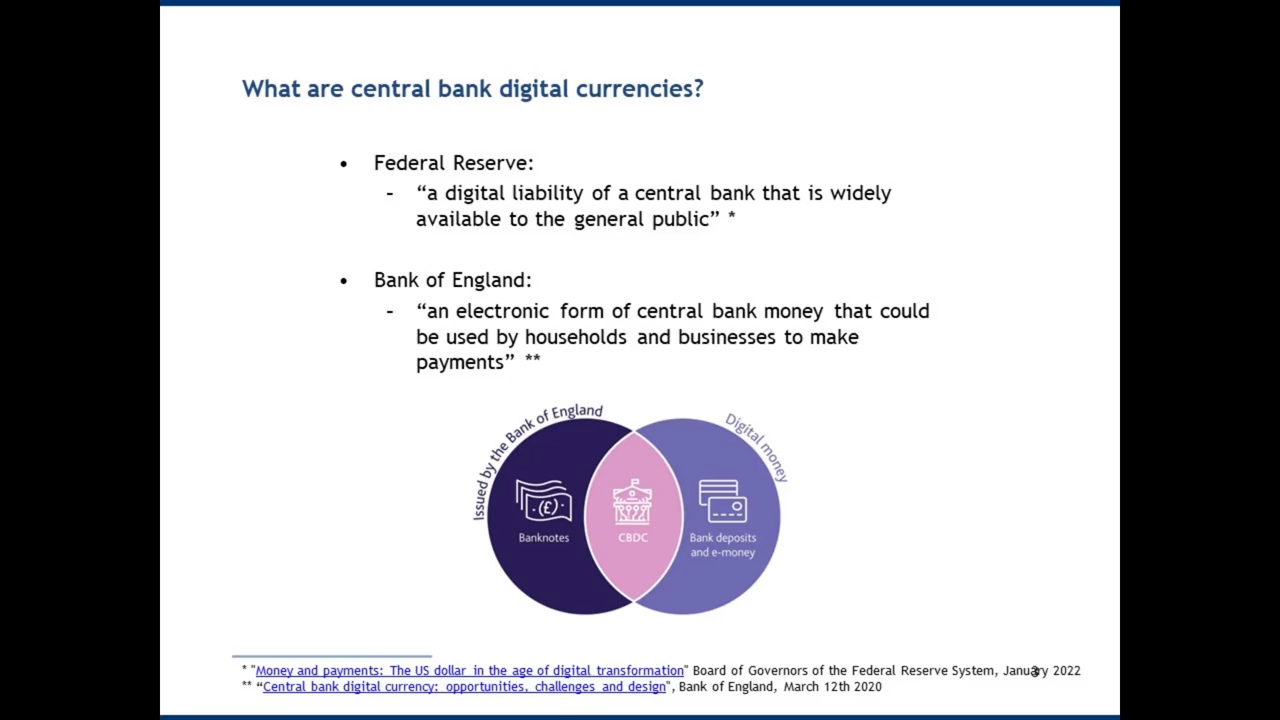 What are central bank digital currencies?
• Federal Reserve:
– “a digital liability of a central bank that is widely
available to the general public” *
• Bank of England:
– “an electronic form of central bank money that could
be used by households and businesses to make
payments” **
Issued by the Bank of England
Digital money
(£)
Banknotes
CBDC
Bank deposits
and e-money
* "Money and payments: The US dollar in the age of digital transformation" Board of Governors of the Federal Reserve System, January 2022
3
** “Central bank digital currency: opportunities, challenges and design", Bank of England, March 12th 2020